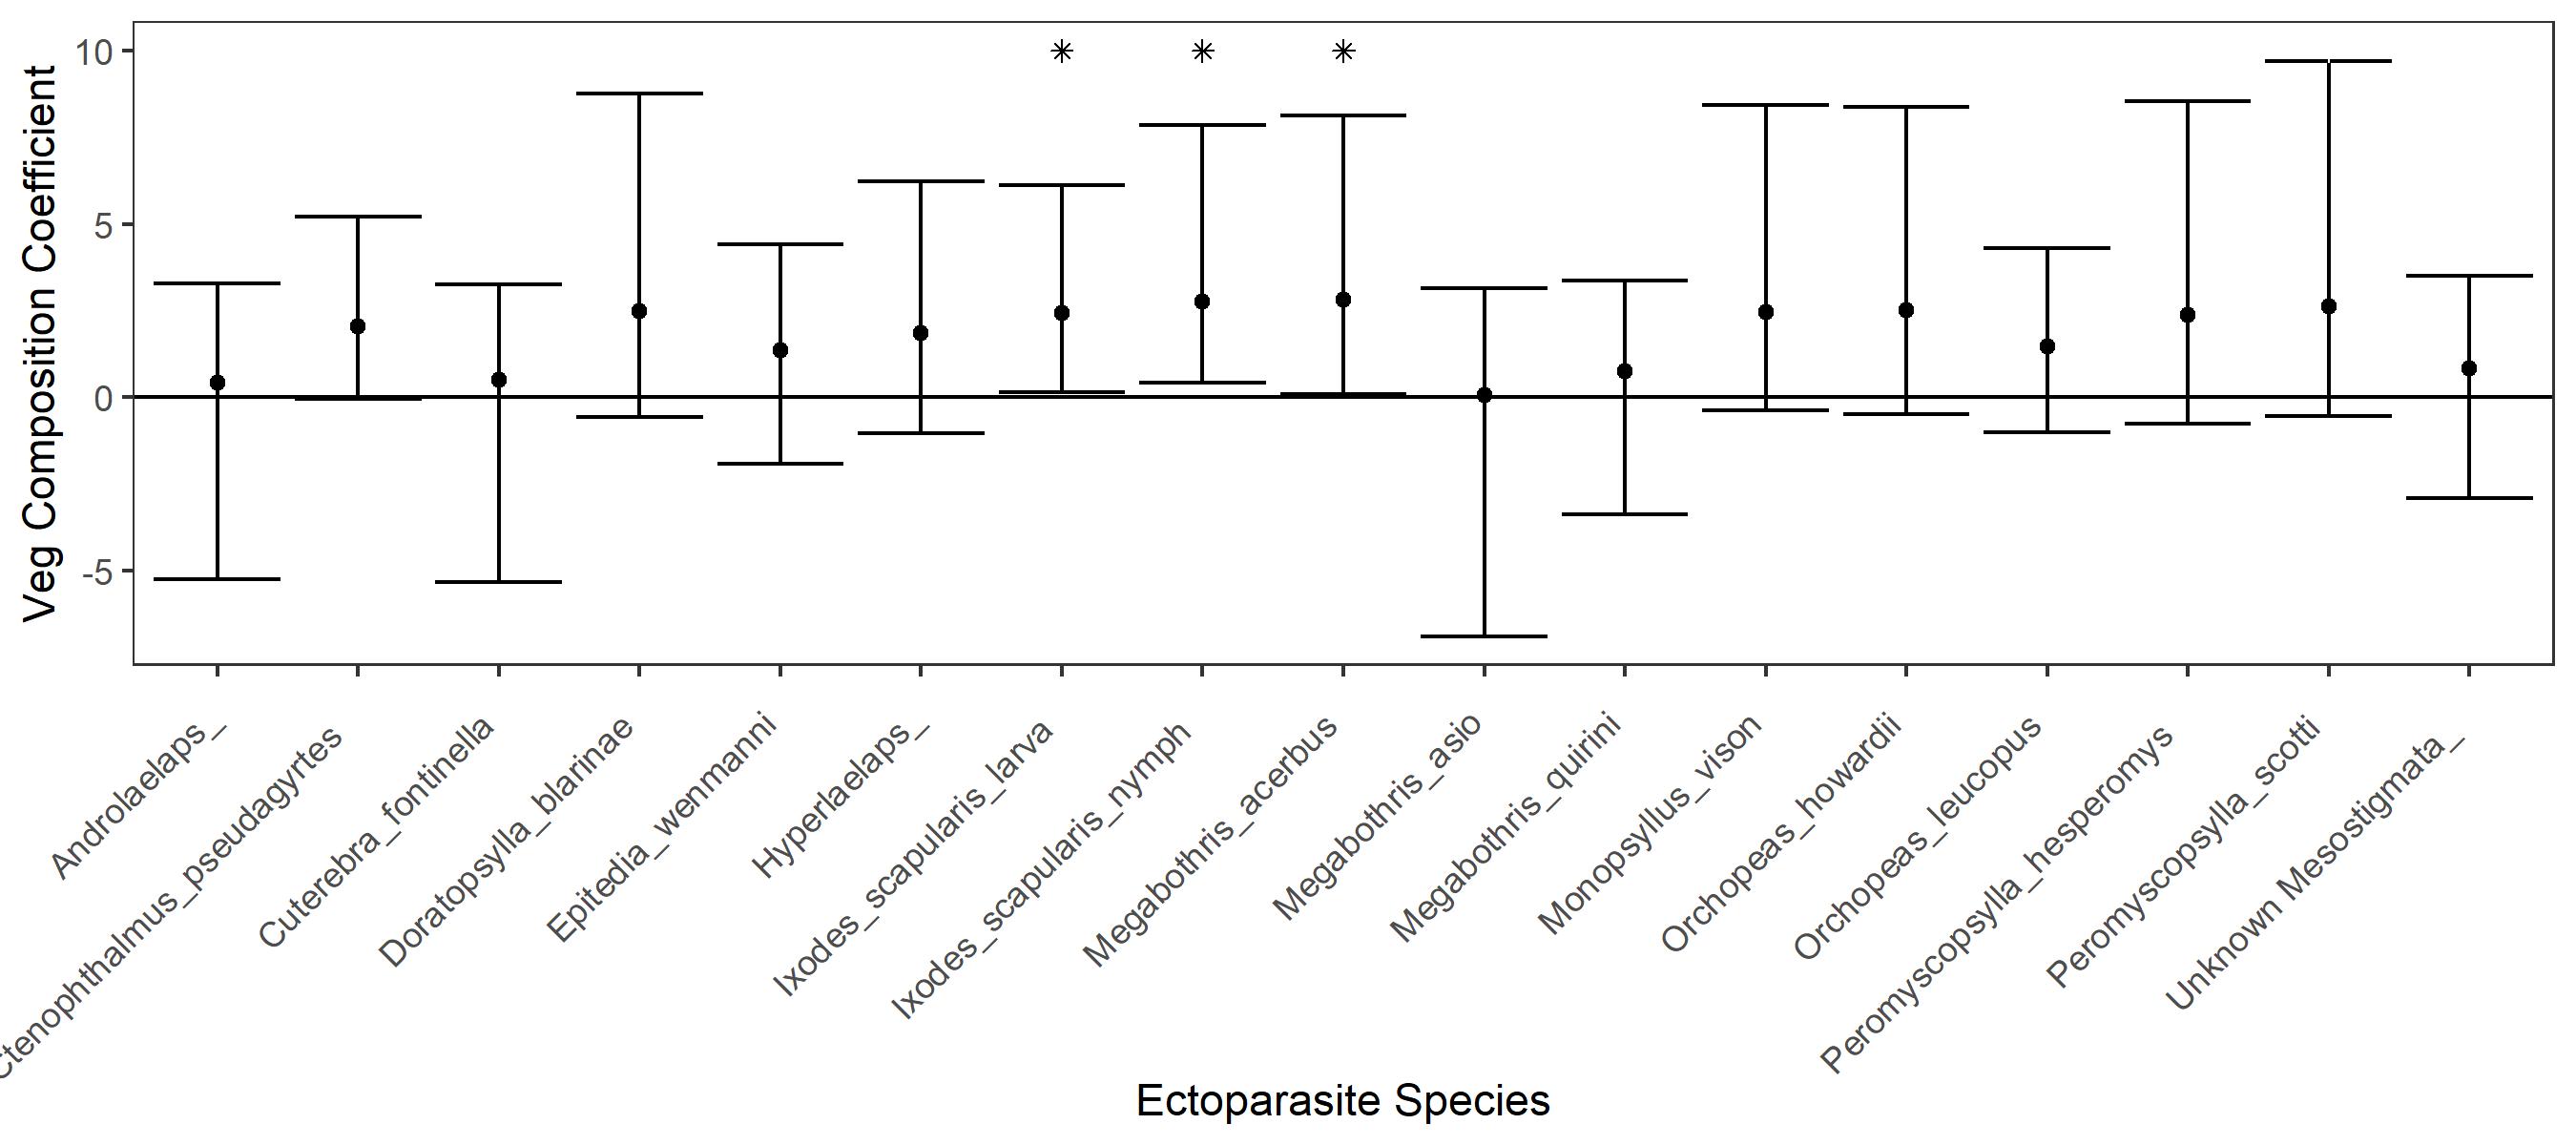 Veg Composition Coefficient
10
5
0
-5
* * *
Androlaelaps_
Ctenophthalmus_pseudagyrtes
Cuterebra_fontinella
Doratopsylla_blarinae
Epitedia_wenmanni
Hyperlaelaps_
Ixodes_scapularis_larva
Ixodes_scapularis_nymph
Megabothris_acerbus
Megabothris_asio
Megabothris_quirini
Monopsyllus_vison
Orchopeas_howardii
Orchopeas_leucopus
Peromyscopsylla_hesperomys
Peromyscopsylla_scotti
Unknown Mesostigmata_
Ectoparasite Species